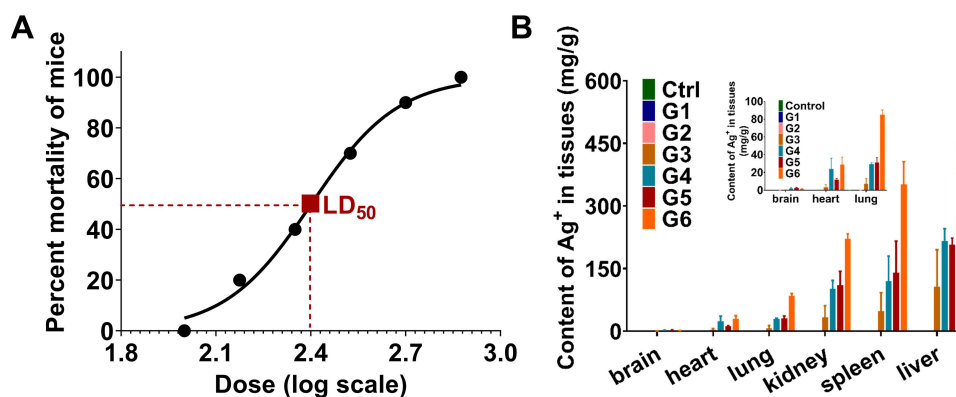 A
Percent mortality of mice
100
80
60
40
20
0
LD50
1.8
2.1
2.4
2.7
3.0
Dose (log scale)
B
Content of Ag+ in tissues (mg/g)
600
450
300
150
0
Ctrl
G1
G2
G3
G4
G5
G6
Content of Ag+ in tissues
(mg/g)
100
80
60
40
20
0
Control
G1
G2
G3
G4
G5
G6
brain
heart
lung
brain
heart
lung
kidney
spleen
liver